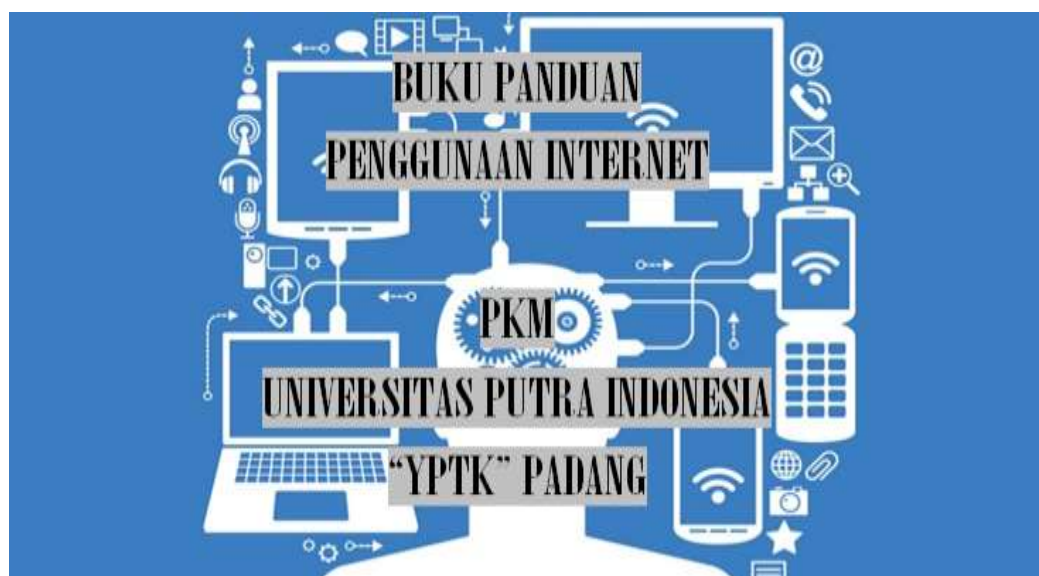 BUKU PANDUAN
PENGGUNAAN INTERNET
PKM
UNIVERSITAS PUTRA INDONESIA
“YPTK” PADANG